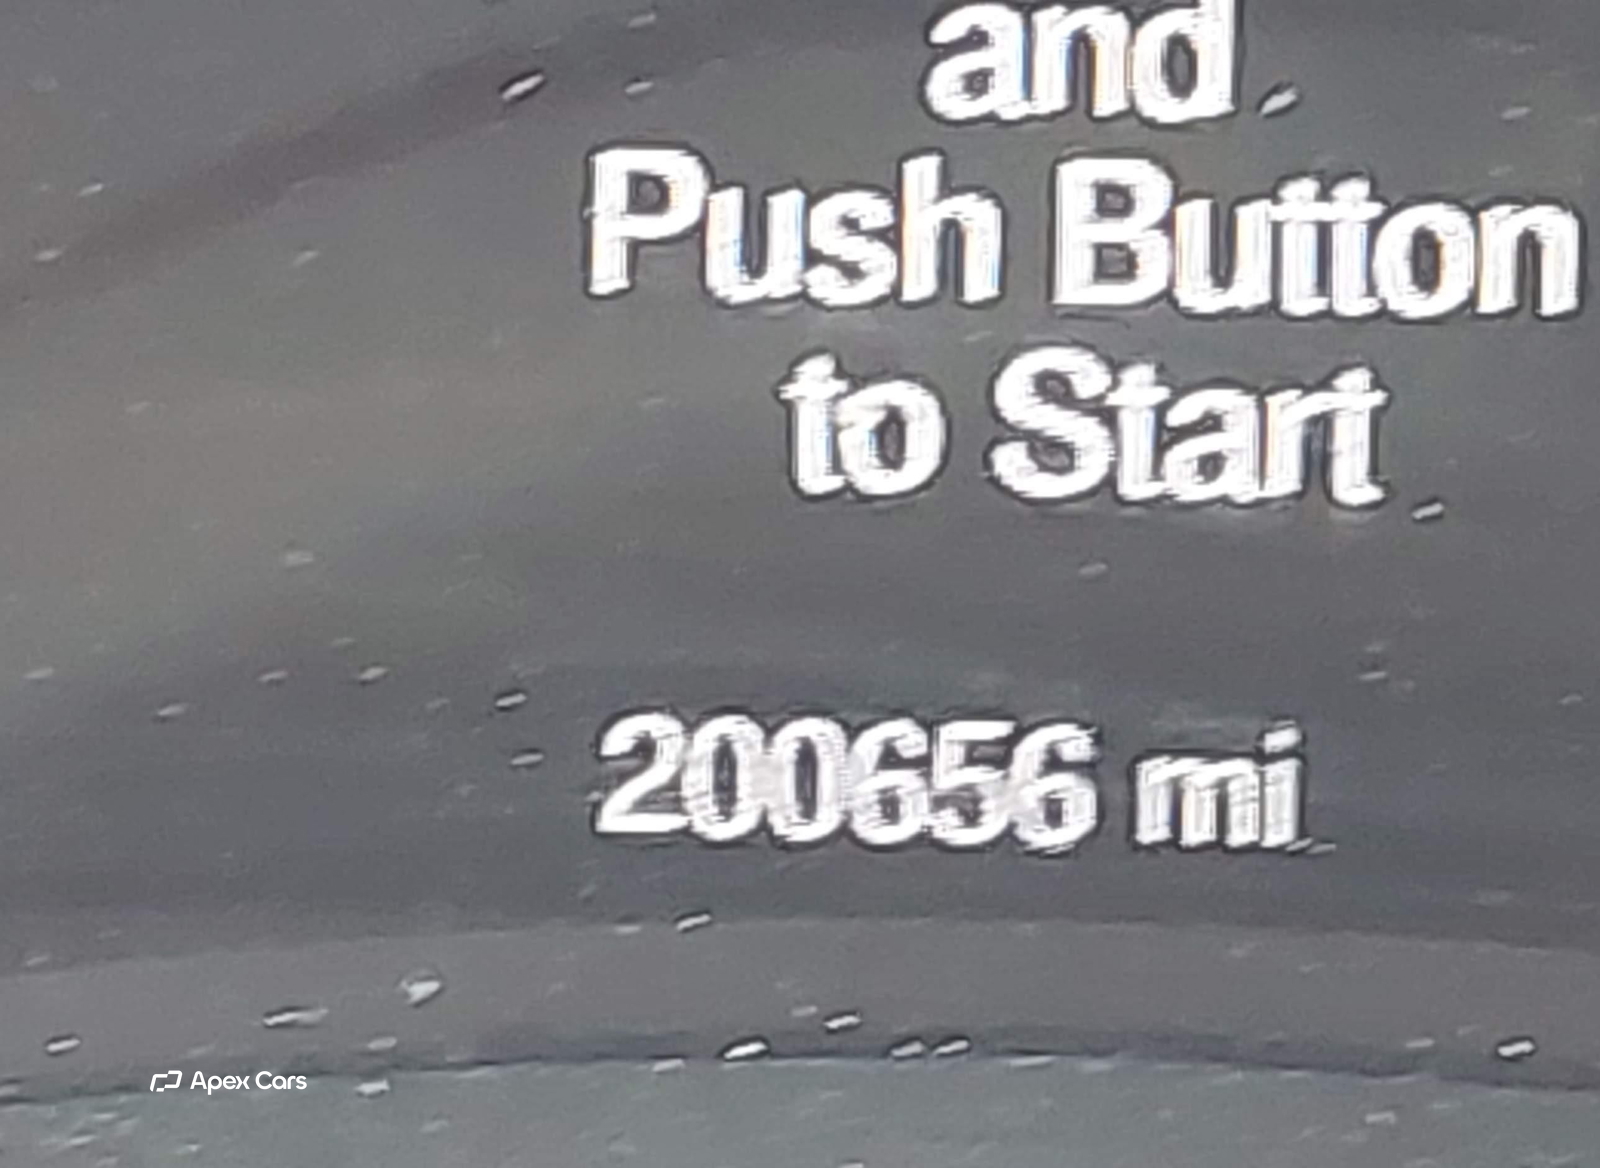 and
Push Button
to Start
200656 mi
Apex Cars